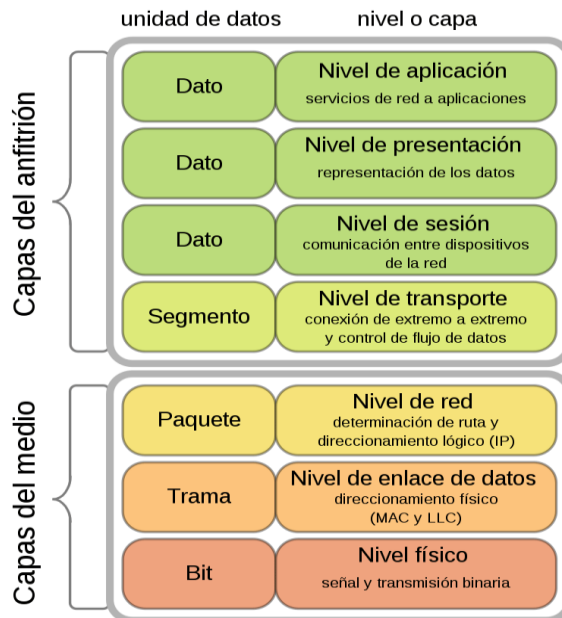 unidad de datos
nivel o capa
Capas del anfitrión
Dato
Nivel de aplicación
servicios de red a aplicaciones
Dato
Nivel de presentación
representación de los datos
Dato
Nivel de sesión
comunicación entre dispositivos
de la red
Segmento
Nivel de transporte
conexión de extremo a extremo
y control de flujo de datos
Capas del medio
Paquete
Nivel de red
determinación de ruta y
direccionamiento lógico (IP)
Trama
Nivel de enlace de datos
direccionamiento físico
(MAC y LLC)
Bit
Nivel físico
señal y transmisión binaria